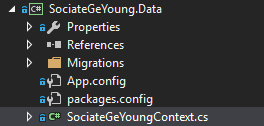 C# SociateGeYoung.Data
Properties
References
Migrations
App.config
packages.config
C# SociateGeYoungContext.cs